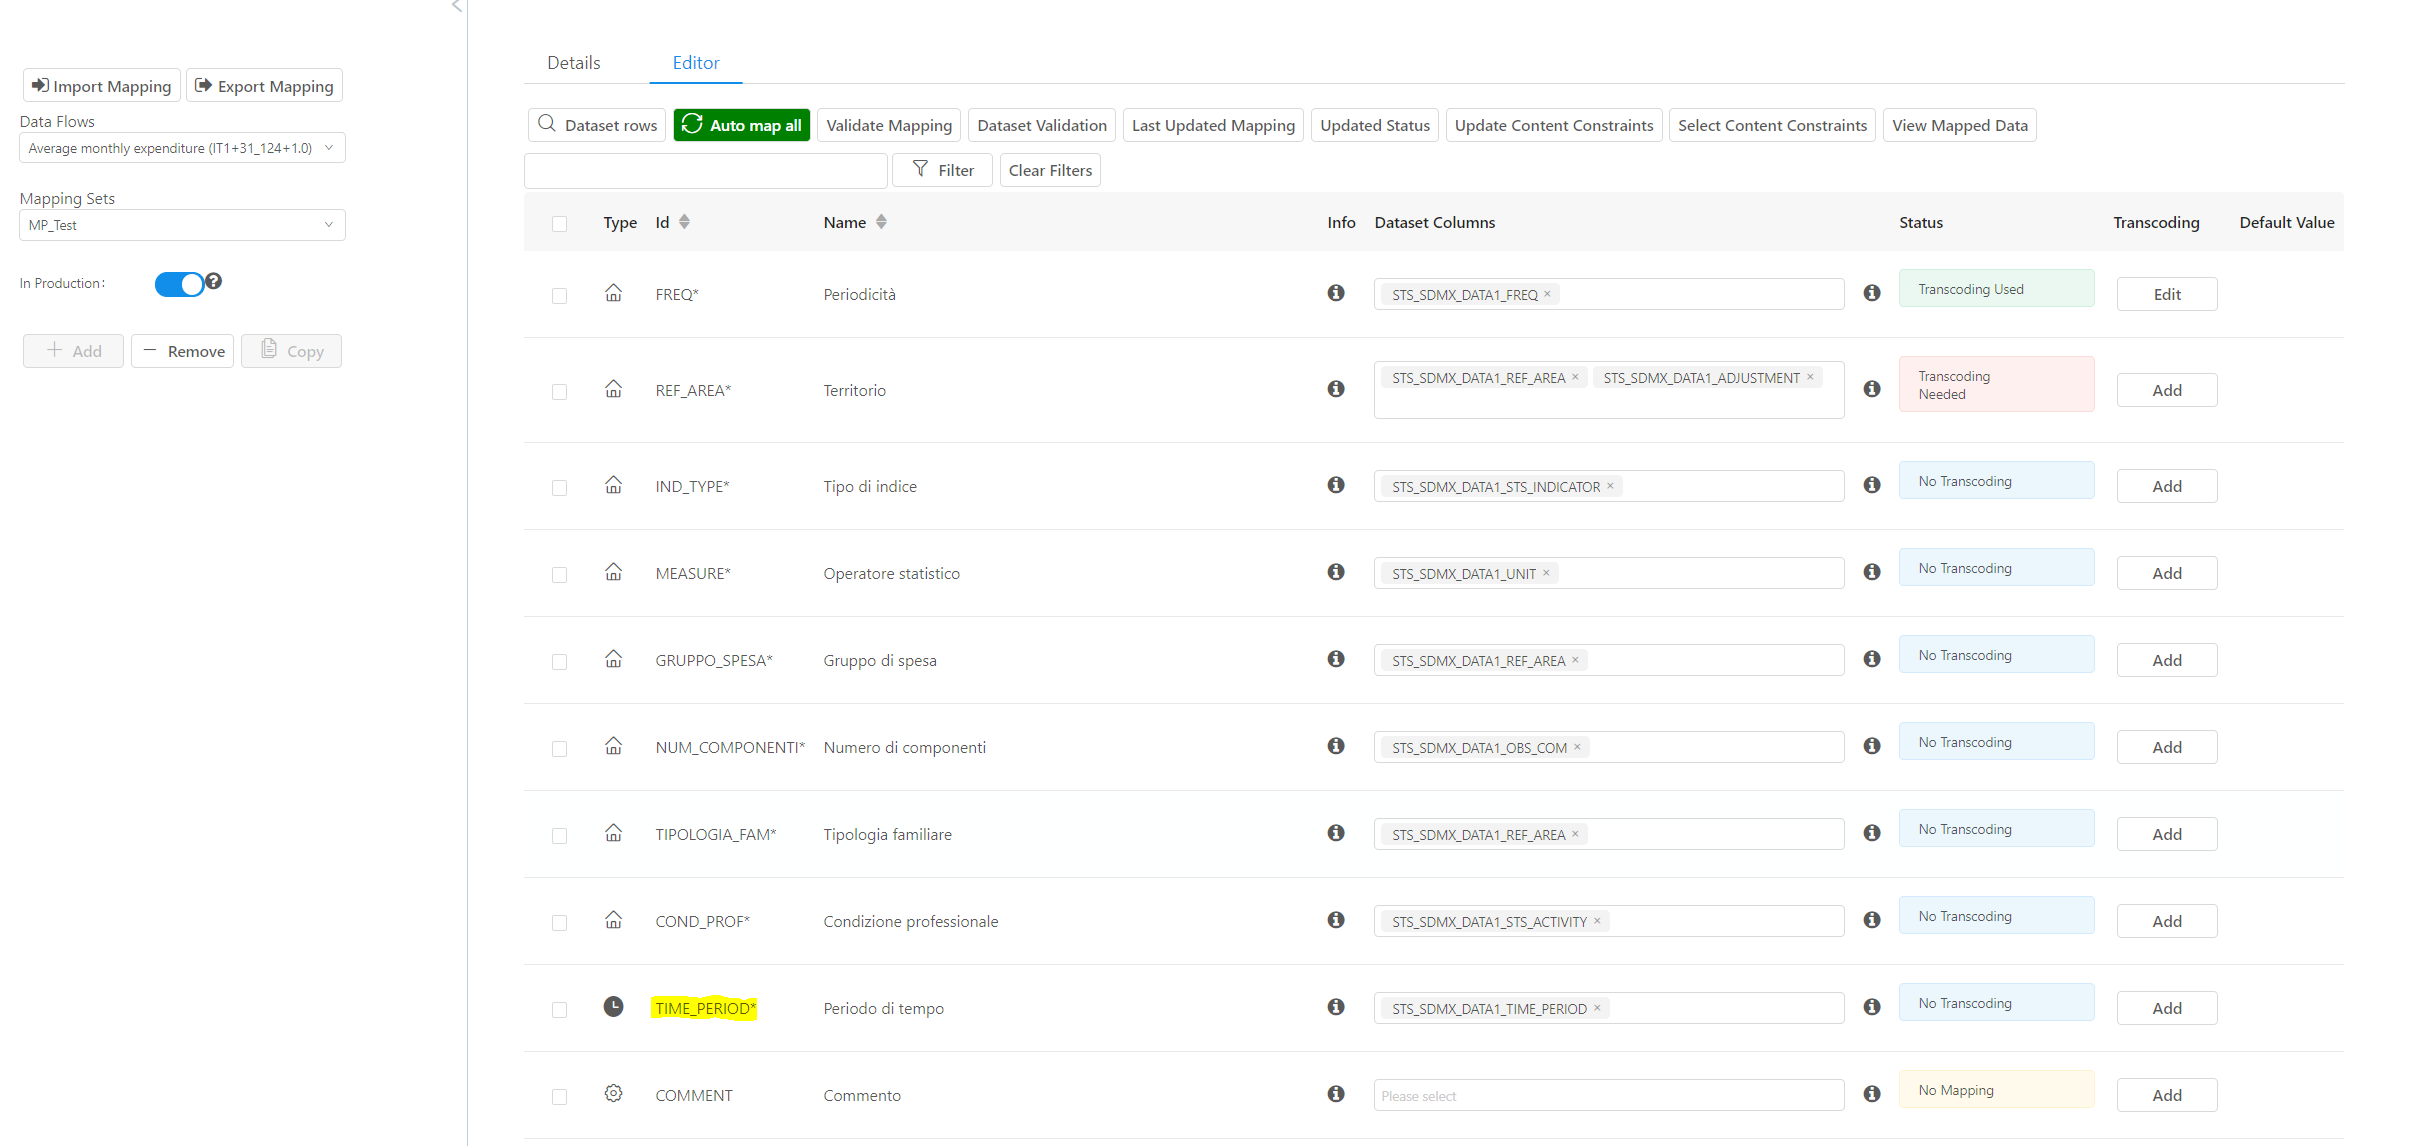 Import Mapping Export Mapping
Data Flows
Average monthly expenditure (IT1+31_124+1.0)
Mapping Sets
MP_Test
In Production:
Add Remove Copy
Details Editor
Dataset rows Auto map all Validate Mapping Dataset Validation Last Updated Mapping Updated Status Update Content Constraints Select Content Constraints View Mapped Data
Filter Clear Filters
Type Id Name Info Dataset Columns Status Transcoding Default Value
FREQ* Periodicità STS_SDMX_DATA1_FREQ × Transcoding Used Edit
REF_AREA* Territorio STS_SDMX_DATA1_REF_AREA × STS_SDMX_DATA1_ADJUSTMENT × Transcoding Needed Add
IND_TYPE* Tipo di indice STS_SDMX_DATA1_STS_INDICATOR × No Transcoding Add
MEASURE* Operatore statistico STS_SDMX_DATA1_UNIT × No Transcoding Add
GRUPPO_SPESA* Gruppo di spesa STS_SDMX_DATA1_REF_AREA × No Transcoding Add
NUM_COMPONENTI* Numero di componenti STS_SDMX_DATA1_OBS_COM × No Transcoding Add
TIPOLOGIA_FAM* Tipologia familiare STS_SDMX_DATA1_REF_AREA × No Transcoding Add
COND_PROF* Condizione professionale STS_SDMX_DATA1_STS_ACTIVITY × No Transcoding Add
TIME_PERIOD* Periodo di tempo STS_SDMX_DATA1_TIME_PERIOD × No Transcoding Add
COMMENT Commento Please select No Mapping Add